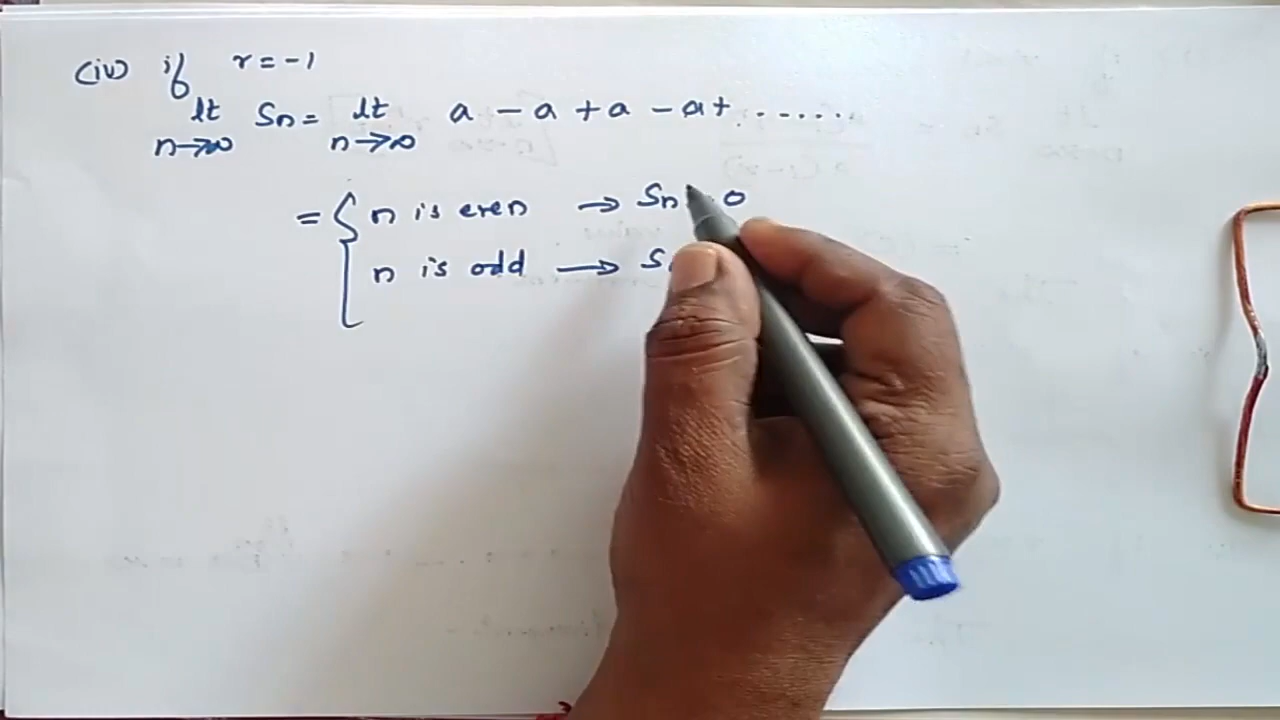 (iv) if r = -1
lt Sn = lt a - a + a - a + ......
n→∞ n→∞
= { n is even → Sn 0
n is odd → S